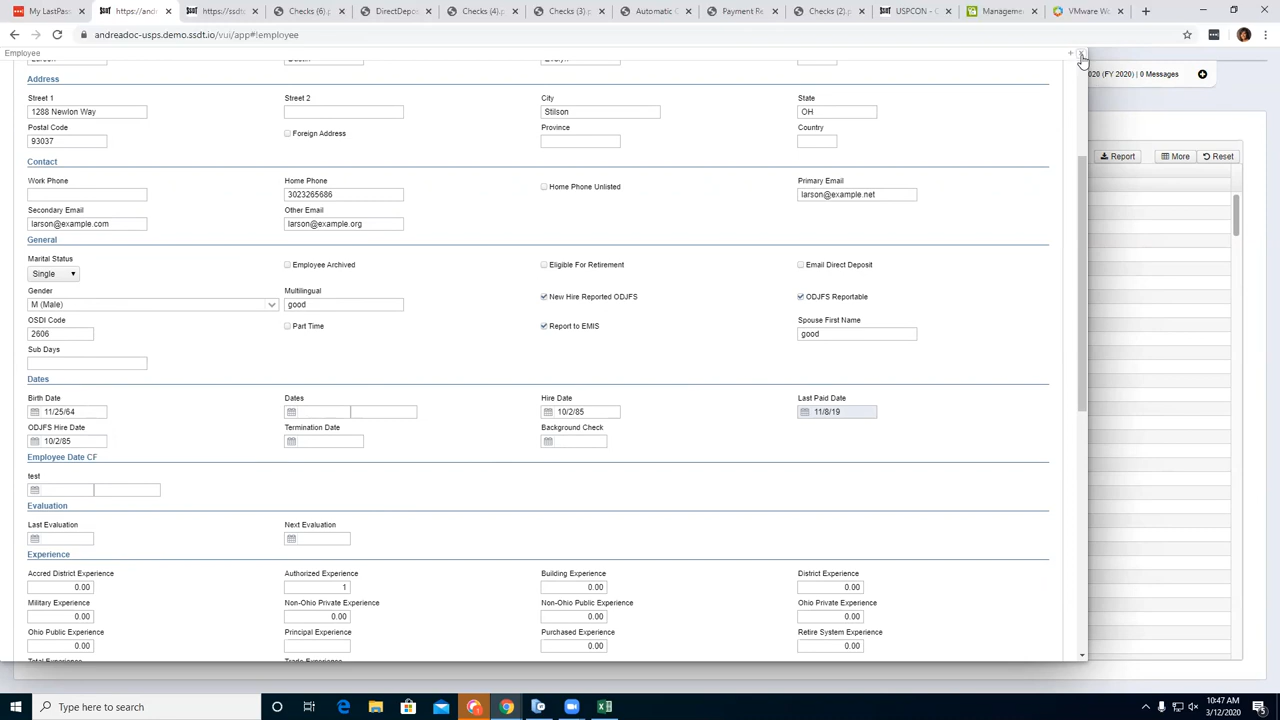 My LastPass
https://andre
https://ssdt
Checks (6).p
DirectDepos
Checks (4).p
Checks (3).p
Automatic C
Payment Re
Checks (2).p
USPCON - C
Managemen
VMware Wo
andreadoc-usps.demo.ssdt.io/vui/app#!employee
Employee
2020 (FY 2020) | 0 Messages
Address
Street 1 Street 2 City State
1288 Newlon Way Stilson OH
Postal Code Foreign Address Province Country
93037
Contact
Work Phone Home Phone Home Phone Unlisted Primary Email
3023265686 larson@example.net
Secondary Email Other Email
larson@example.com larson@example.org
General
Marital Status Employee Archived Eligible For Retirement Email Direct Deposit
Single
Gender Multilingual New Hire Reported ODJFS ODJFS Reportable
M (Male) good
OSDI Code Part Time Report to EMIS Spouse First Name
2606 good
Sub Days
Dates
Birth Date Dates Hire Date Last Paid Date
11/25/64 10/2/85 11/8/19
ODJFS Hire Date Termination Date Background Check
10/2/85
Employee Date CF
test
Evaluation
Last Evaluation Next Evaluation
Experience
Accred District Experience Authorized Experience Building Experience District Experience
0.00 1 0.00 0.00
Military Experience Non-Ohio Private Experience Non-Ohio Public Experience Ohio Private Experience
0.00 0.00 0.00 0.00
Ohio Public Experience Principal Experience Purchased Experience Retire System Experience
0.00 0.00 0.00
Total Experience Trade Experience
Report More Reset
Type here to search
10:47 AM
3/12/2020